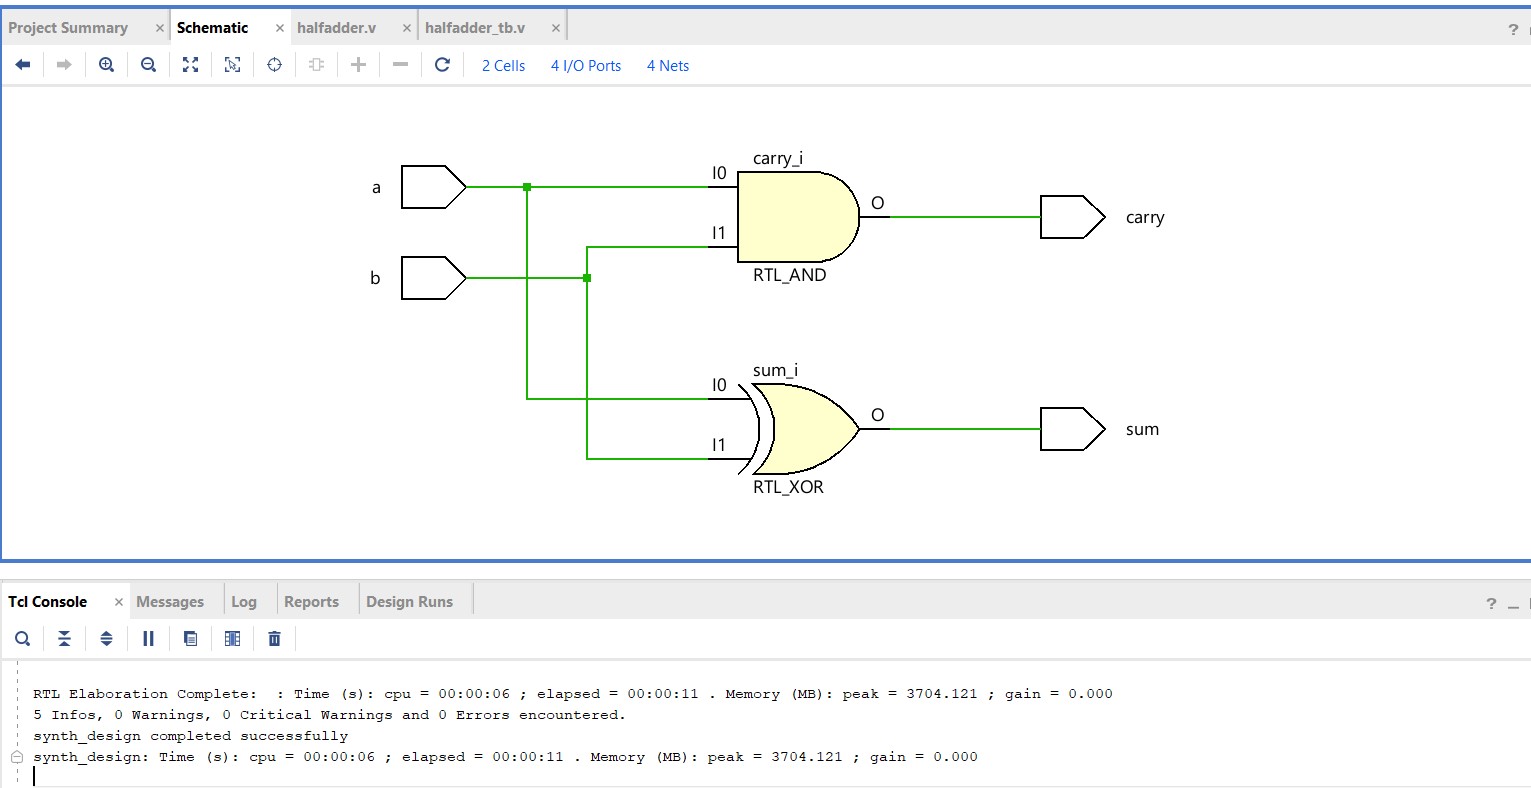 Project Summary × Schematic × halfadder.v × halfadder_tb.v × ?
2 Cells 4 I/O Ports 4 Nets
carry_i
a I0 O carry
I1
b RTL_AND
sum_i
I0 O sum
I1
RTL_XOR
Tcl Console × Messages Log Reports Design Runs ?
RTL Elaboration Complete:  : Time (s): cpu = 00:00:06 ; elapsed = 00:00:11 . Memory (MB): peak = 3704.121 ; gain = 0.000
5 Infos, 0 Warnings, 0 Critical Warnings and 0 Errors encountered.
synth_design completed successfully
synth_design: Time (s): cpu = 00:00:06 ; elapsed = 00:00:11 . Memory (MB): peak = 3704.121 ; gain = 0.000